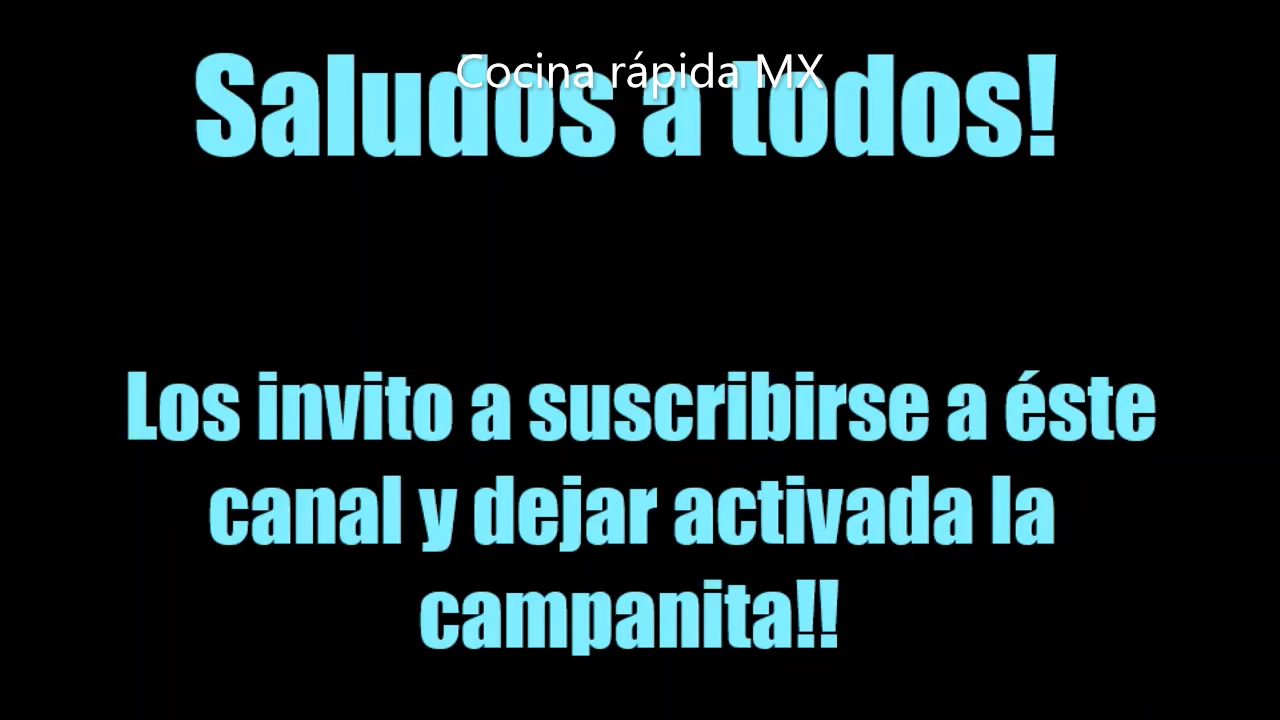 Cocina rápida MX
Saludos a todos!
Los invito a suscribirse a éste
canal y dejar activada la
campanita!!